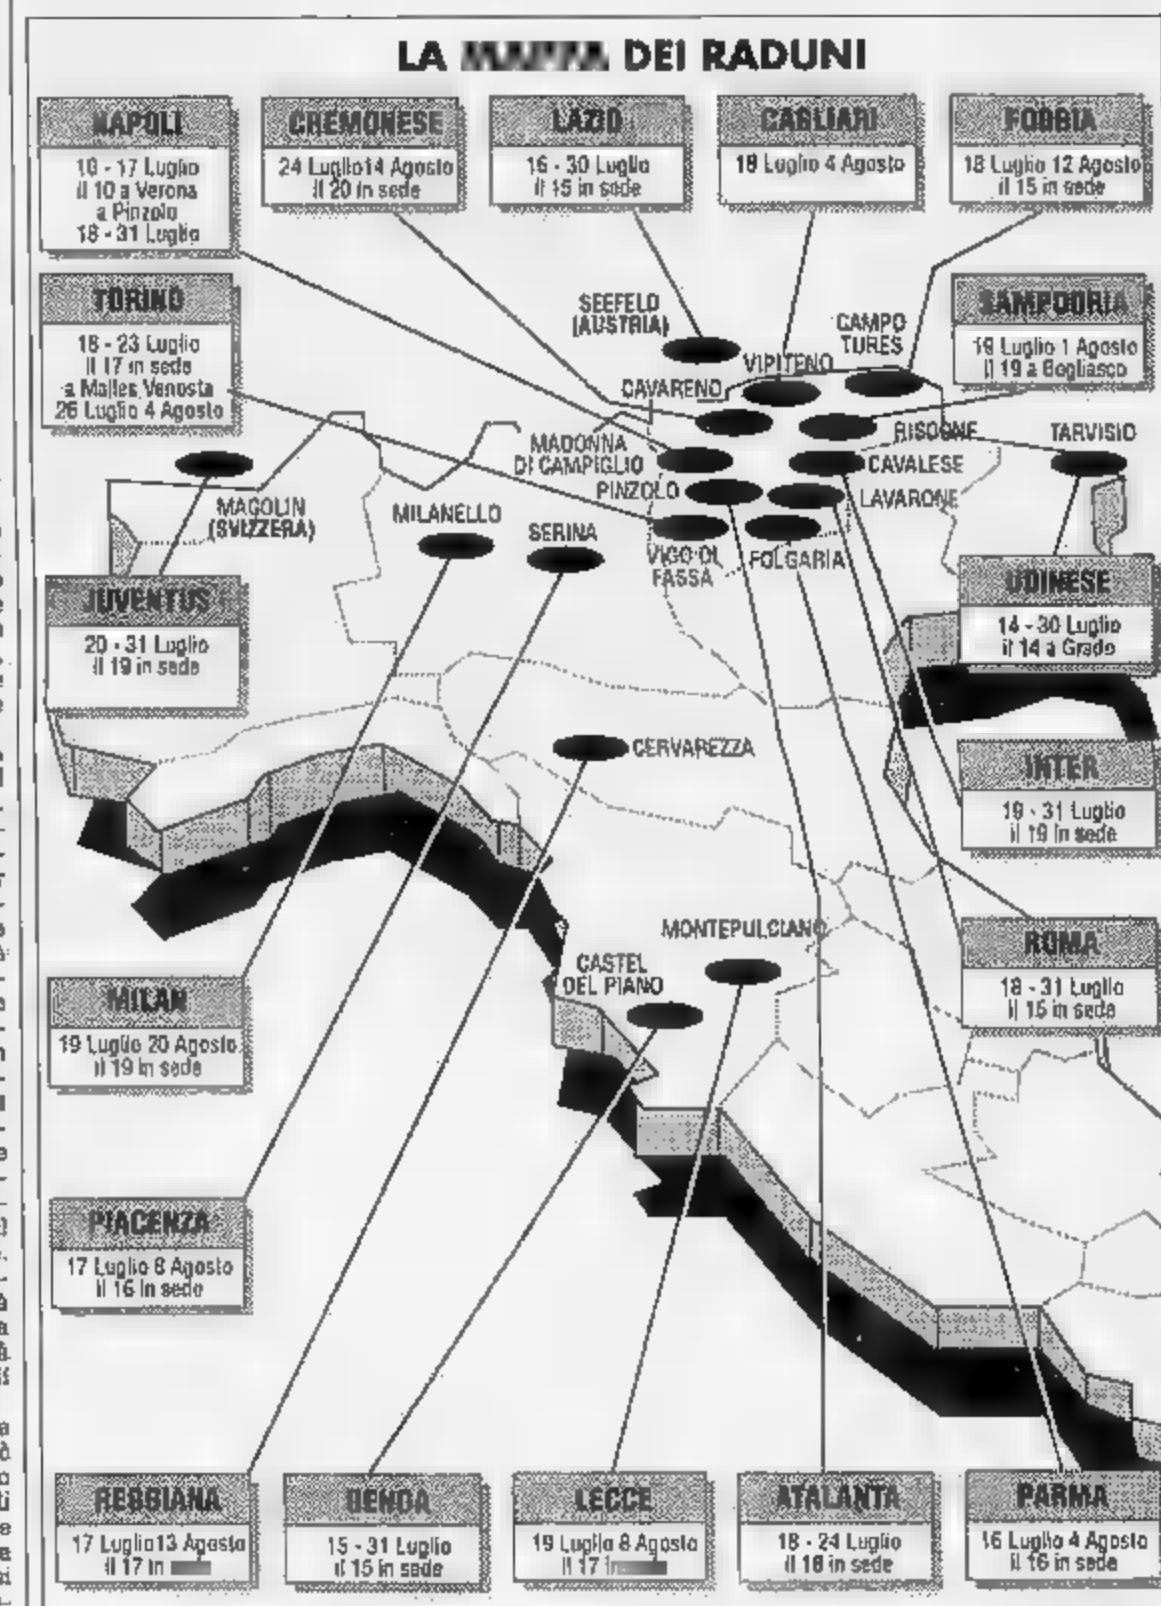 LA DEI RADUNI
NAPOLI
10 - 17 Luglio
il 10 a Verona
a Pinzolo
18 - 31 Luglio
CREMONESE
24 Luglio14 Agosto
il 20 in sede
LAZIO
16 - 30 Luglio
il 15 in sede
CAGLIARI
18 Luglio 4 Agosto
FOGGIA
18 Luglio 12 Agosto
il 15 in sede
TORINO
18 - 23 Luglio
il 17 in sede
a Malles Venosta
26 Luglio 4 Agosto
SAMPDORIA
19 Luglio 1 Agosto
il 19 a Bogliasco
SEEFELD
(AUSTRIA)
CAMPO
TURES
VIPITENO
CAVARENO
RISCONE
TARVISIO
MADONNA
DI CAMPIGLIO
CAVALESE
PINZOLO
LAVARONE
MACOLIN
(SVIZZERA)
MILANELLO
SERINA
VIGO DI
FASSA
FOLGARIA
JUVENTUS
20 - 31 Luglio
il 19 in sede
UDINESE
14 - 30 Luglio
il 14 a Grado
CERVAREZZA
INTER
19 - 31 Luglio
il 19 in sede
MONTEPULCIANO
CASTEL
DEL PIANO
ROMA
18 - 31 Luglio
il 15 in sede
MILAN
19 Luglio 20 Agosto
il 19 in sede
PIACENZA
17 Luglio 8 Agosto
il 16 in sede
REGGIANA
17 Luglio13 Agosto
il 17 in
GENOA
15 - 31 Luglio
il 15 in sede
LECCE
19 Luglio 8 Agosto
il 17 in
ATALANTA
18 - 24 Luglio
il 18 in sede
PARMA
16 Luglio 4 Agosto
il 16 in sede